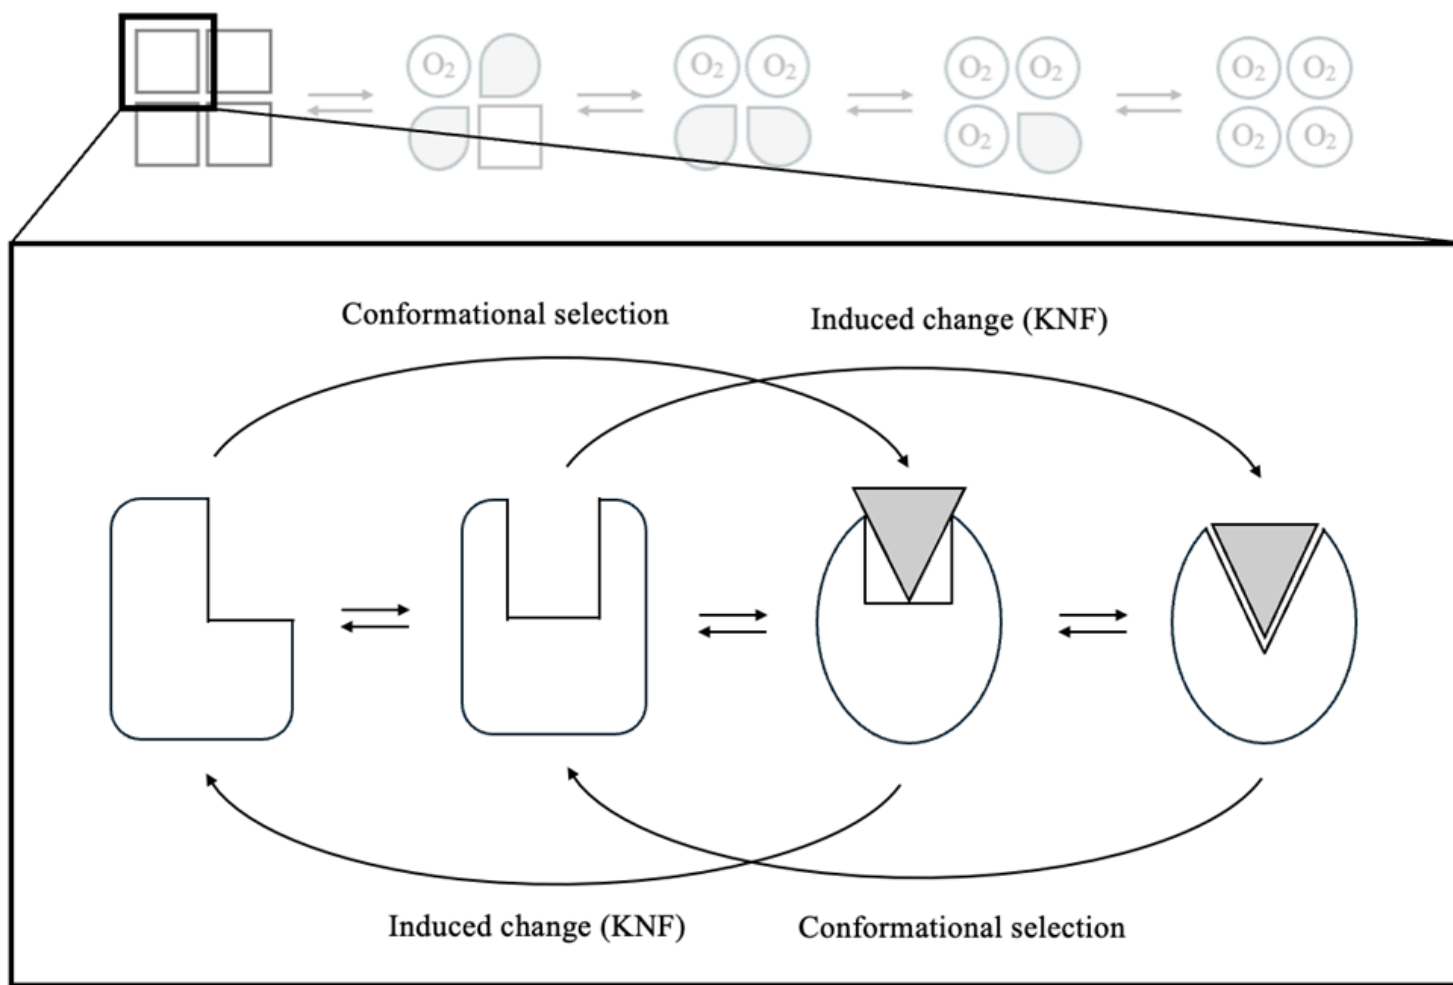 O₂
O₂ O₂
O₂ O₂
O₂
O₂ O₂
O₂ O₂
Conformational selection
Induced change (KNF)
Induced change (KNF)
Conformational selection